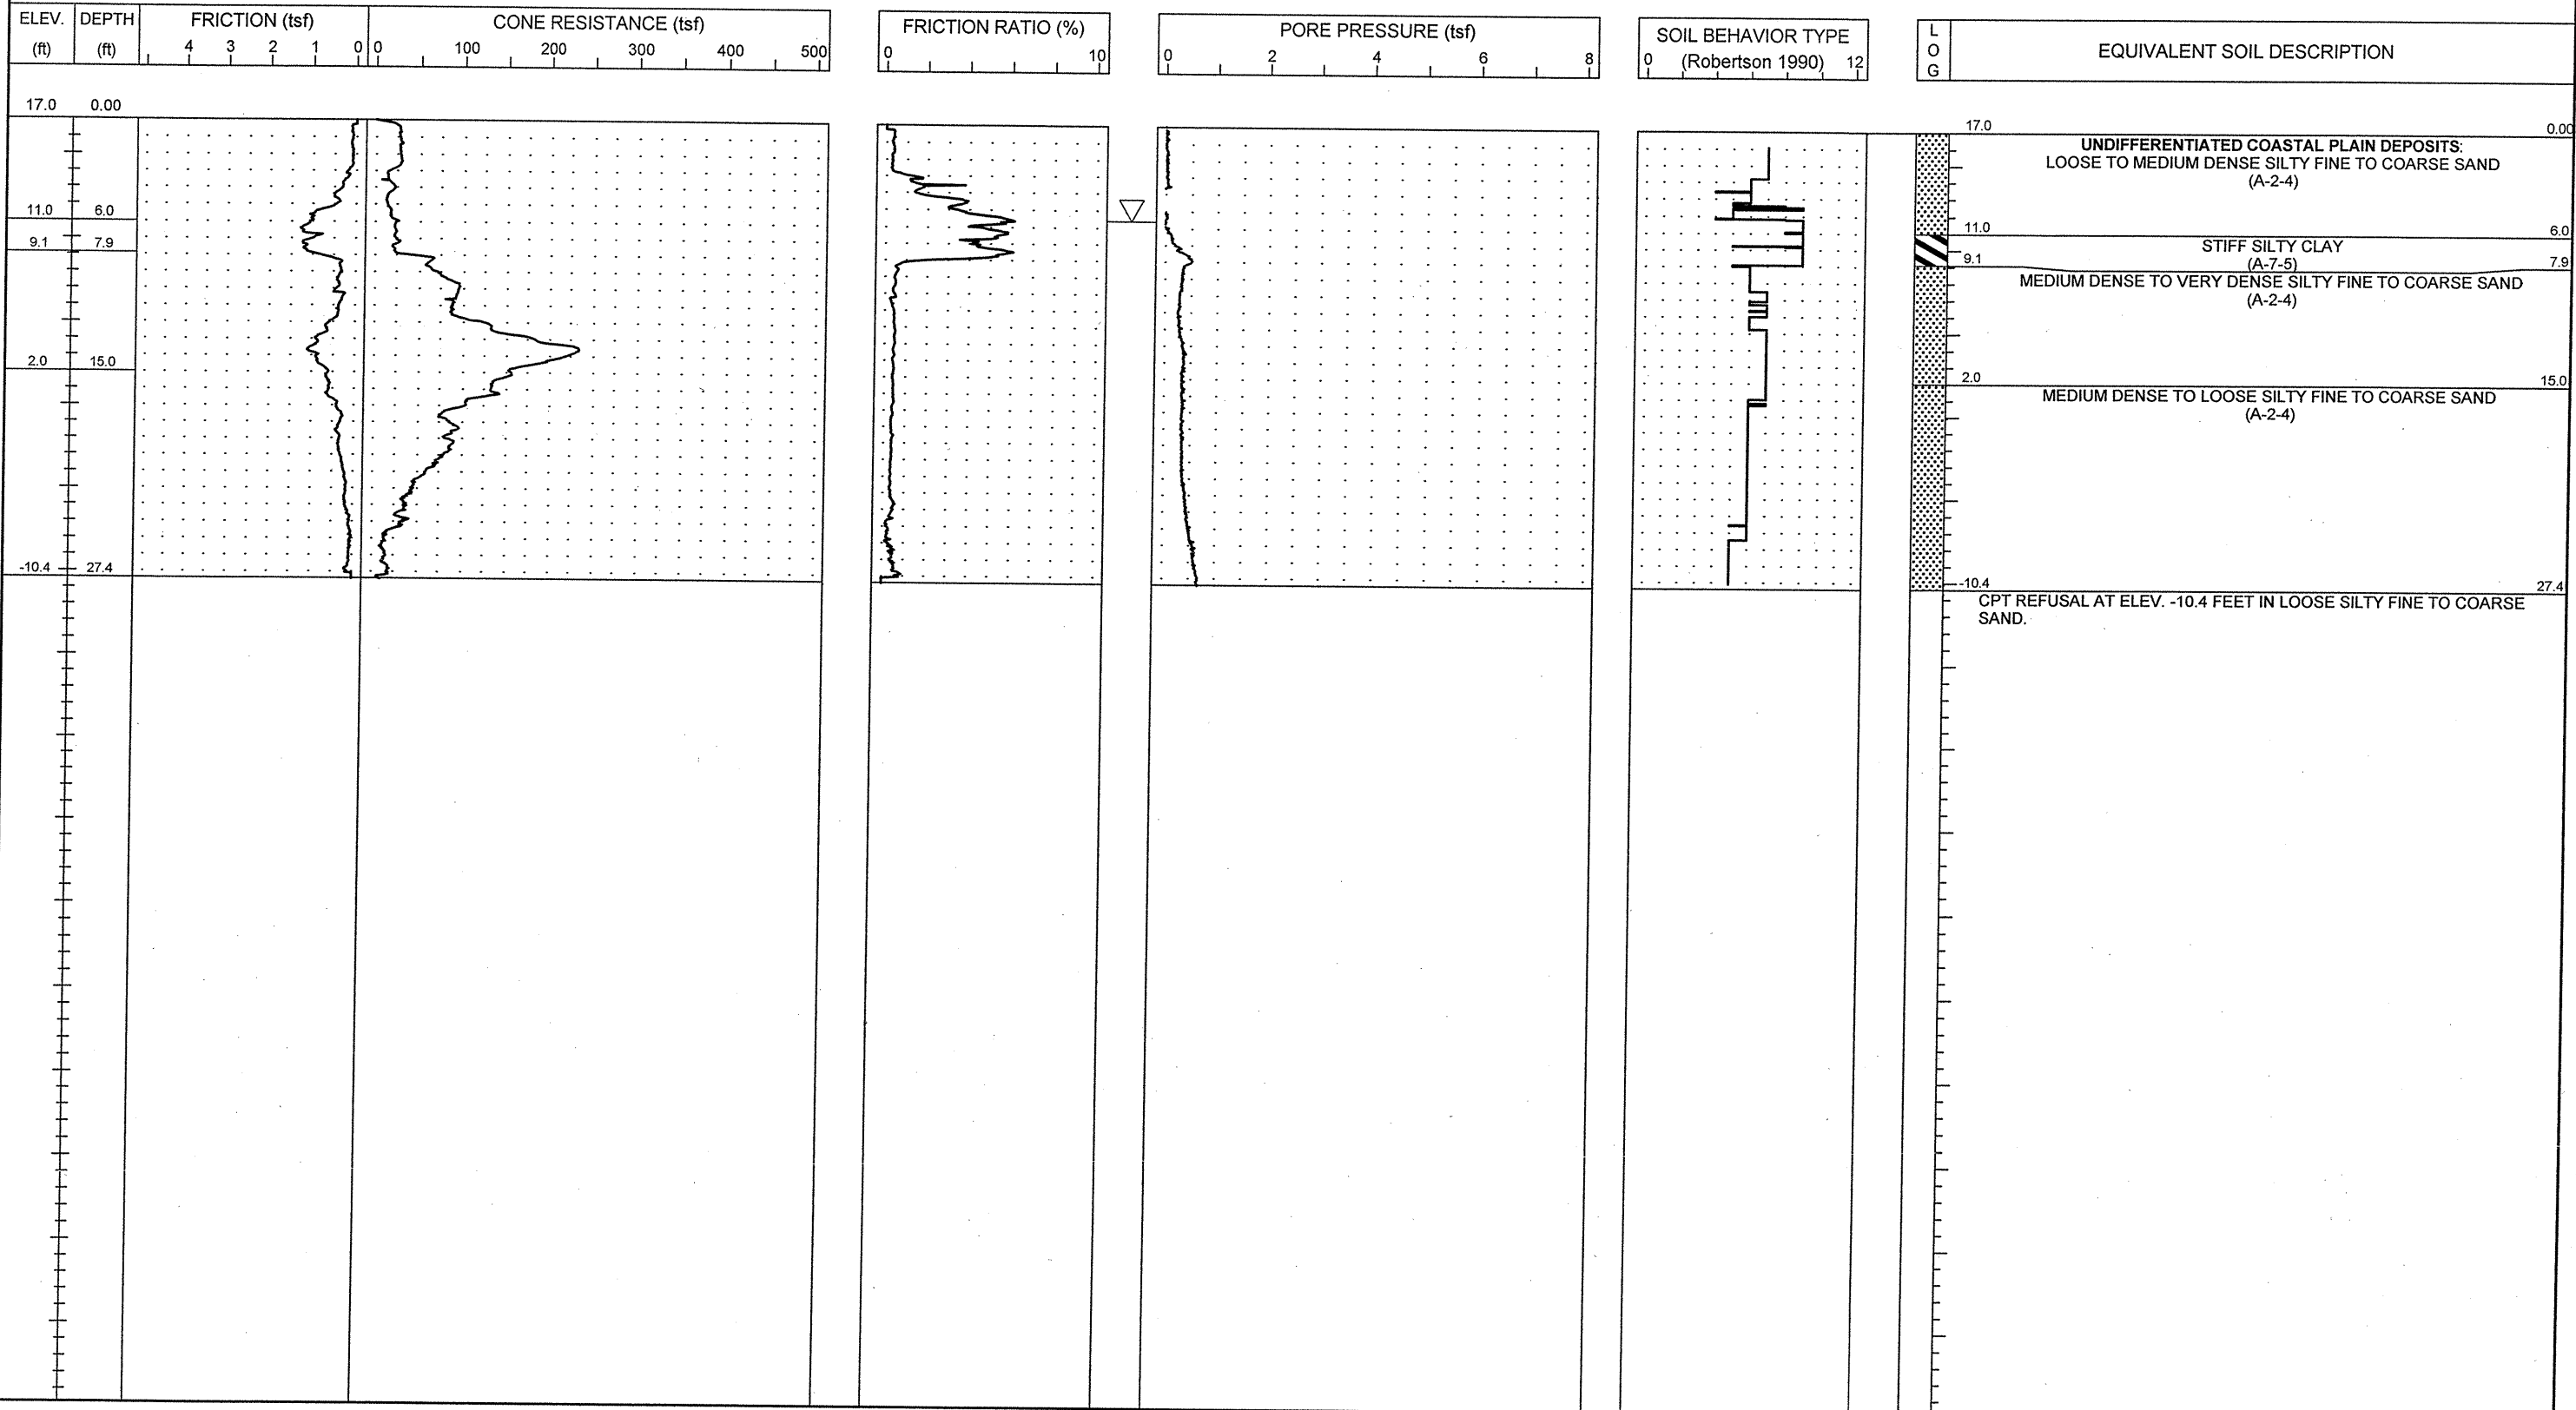 ELEV. DEPTH FRICTION (tsf) CONE RESISTANCE (tsf) FRICTION RATIO (%) PORE PRESSURE (tsf) SOIL BEHAVIOR TYPE L
(ft) (ft) 4 3 2 1 0 0 100 200 300 400 500 0 10 0 2 4 6 8 0 (Robertson 1990) 12 O EQUIVALENT SOIL DESCRIPTION
G
17.0 0.00
17.0 0.00
UNDIFFERENTIATED COASTAL PLAIN DEPOSITS:
LOOSE TO MEDIUM DENSE SILTY FINE TO COARSE SAND
(A-2-4)
11.0 6.0
11.0 6.0
STIFF SILTY CLAY
(A-7-5)
9.1 7.9
9.1 7.9
MEDIUM DENSE TO VERY DENSE SILTY FINE TO COARSE SAND
(A-2-4)
2.0 15.0
2.0 15.0
MEDIUM DENSE TO LOOSE SILTY FINE TO COARSE SAND
(A-2-4)
-10.4 27.4
-10.4 27.4
CPT REFUSAL AT ELEV. -10.4 FEET IN LOOSE SILTY FINE TO COARSE
SAND.